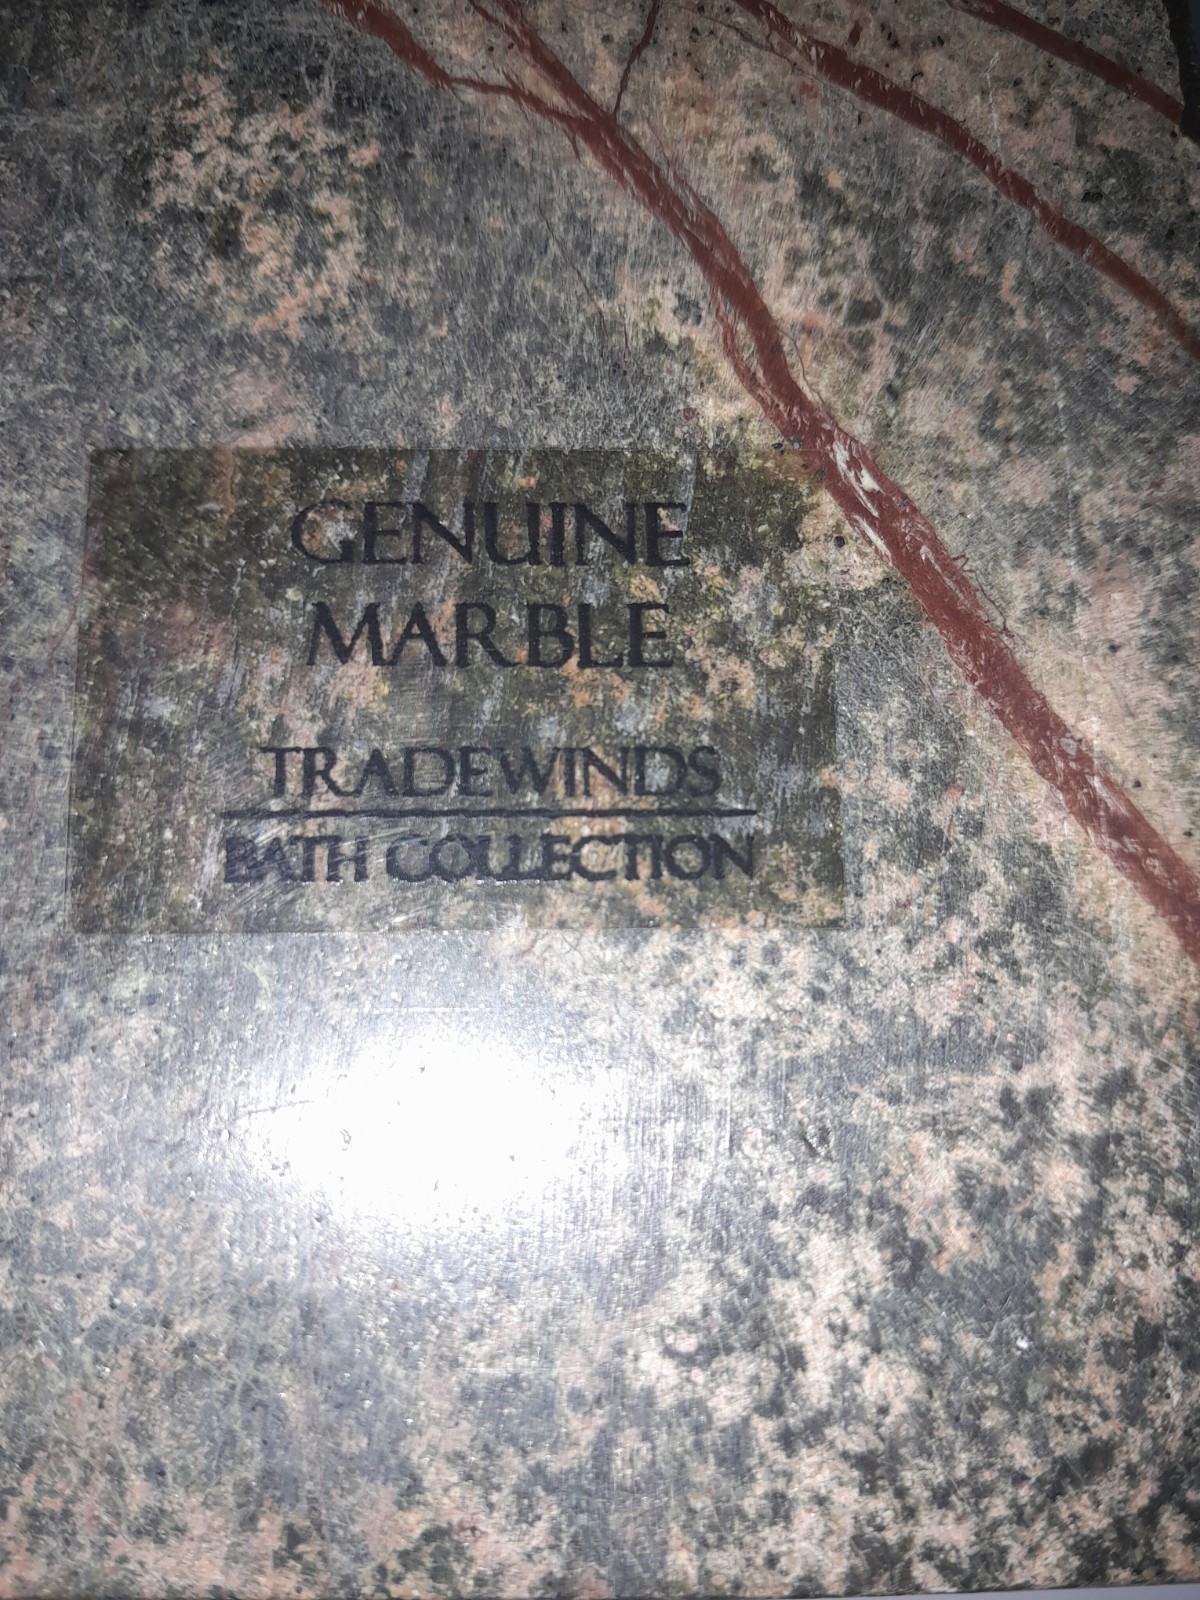 GENUINE
MARBLE
TRADEWINDS
BATH COLLECTION